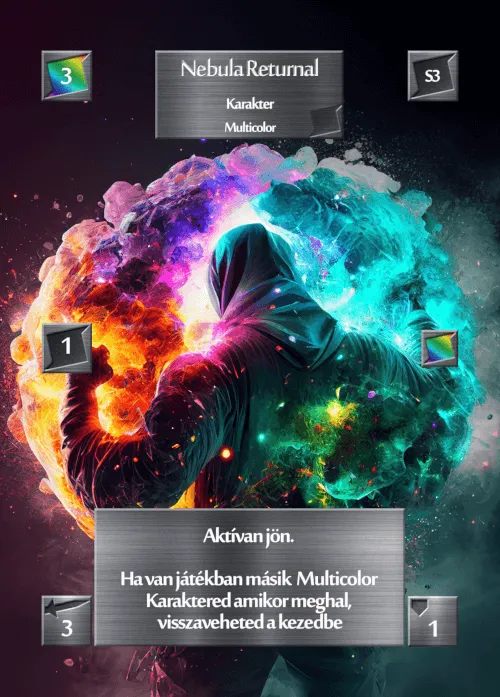 3
Nebula Returnal
S3
Karakter
Multicolor
1
Aktívan jön.
Ha van játékban másik Multicolor
Karaktered amikor meghal,
visszaveheted a kezedbe
3
1